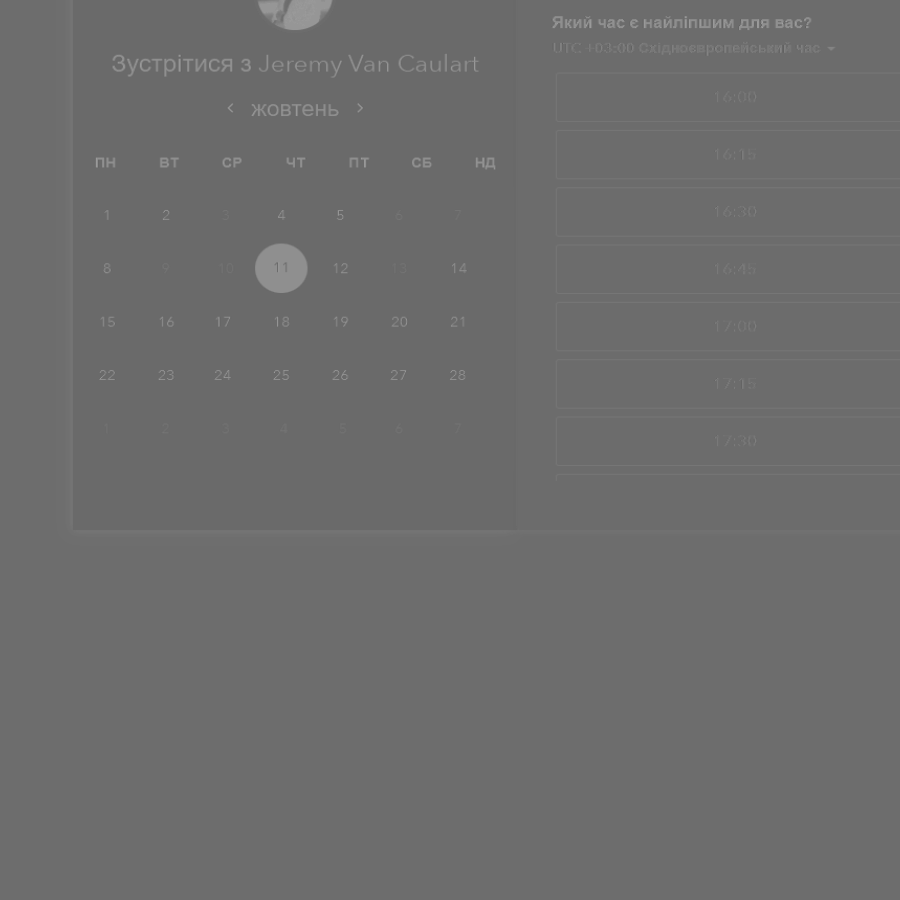 Зустрітися з Jeremy Van Caulart
‹ жовтень ›
ПН ВТ СР ЧТ ПТ СБ НД
1 2 3 4 5 6 7
8 9 10 11 12 13 14
15 16 17 18 19 20 21
22 23 24 25 26 27 28
1 2 3 4 5 6 7
Який час є найліпшим для вас?
UTC +03:00 Східноєвропейський час
16:00
16:15
16:30
16:45
17:00
17:15
17:30